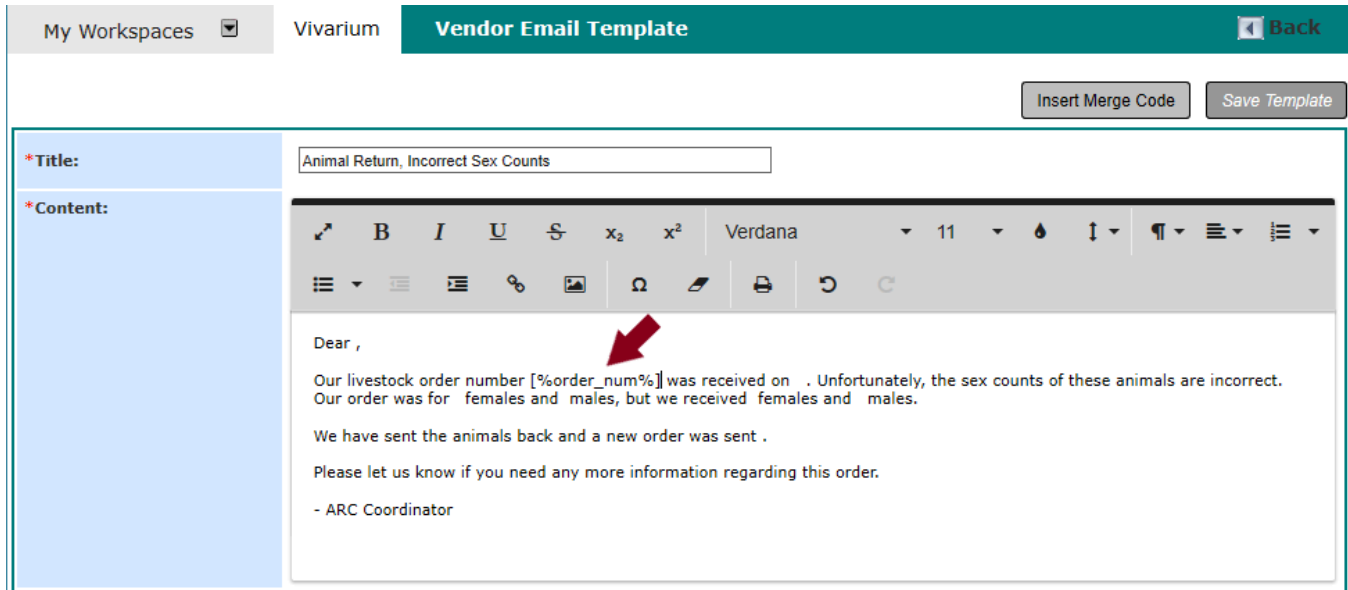 My Workspaces Vivarium Vendor Email Template Back
Insert Merge Code Save Template
*Title: Animal Return, Incorrect Sex Counts
*Content:
B I U S x₂ x² Verdana 11 ¶
Ω
Dear ,
Our livestock order number [%order_num%] was received on . Unfortunately, the sex counts of these animals are incorrect.
Our order was for females and males, but we received females and males.
We have sent the animals back and a new order was sent .
Please let us know if you need any more information regarding this order.
- ARC Coordinator